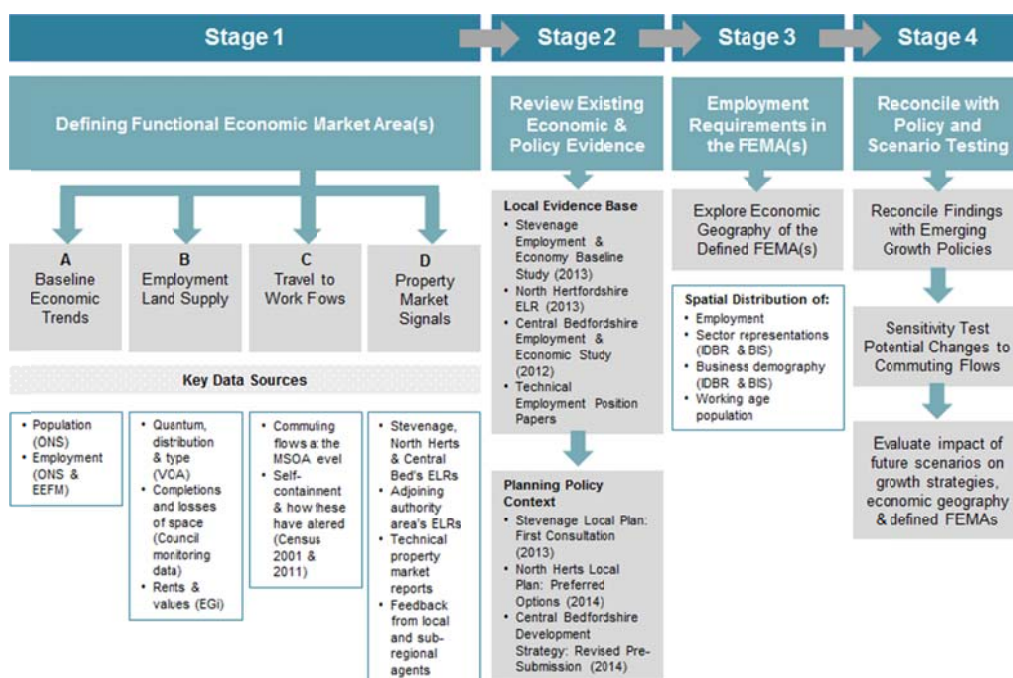 Stage 1
Stage 2
Stage 3
Stage 4
Defining Functional Economic Market Area(s)
Review Existing
Economic &
Policy Evidence
Employment
Requirements in
the FEMA(s)
Reconcile with
Policy and
Scenario Testing
A
Baseline
Economic
Trends
B
Employment
Land Supply
C
Travel to
Work Fows
D
Property
Market
Signals
Key Data Sources
• Population
(ONS)
• Employment
(ONS &
EEFM)
• Quantum,
distribution
& type
(VOA)
• Completions
and losses
of space
(Council
monitoring
data)
• Rents &
values (EGi)
• Commuing
flows a: the
MSOA evel
• Self-
containment
& how hese
have alered
(Census
2001 &
2011)
• Stevenage,
North Herts
& Central
Bed's ELRs
• Adjoining
authority
area's ELRs
• Technical
property
market
reports
• Feedback
from local
and sub-
regional
agents
Local Evidence Base
• Stevenage
Employment &
Economy Baseline
Study (2013)
• North Hertfordshire
ELR (2013)
• Central Bedfordshire
Employment &
Economic Study
(2012)
• Technical
Employment Position
Papers
Planning Policy
Context
• Stevenage Local Plan:
First Consultation
(2013)
• North Herts Local
Plan: Preferred
Options (2014)
• Central Bedfordshire
Development
Strategy: Revised Pre-
Submission (2014)
Explore Economic
Geography of the
Defined FEMA(s)
Spatial Distribution of:
• Employment
• Sector representations
(IDBR & BIS)
• Business demography
(IDBR & BIS)
• Working age
population
Reconcile Findings
with Emerging
Growth Policies
Sensitivity Test
Potential Changes to
Commuting Flows
Evaluate impact of
future scenarios on
growth strategies,
economic geography
& defined FEMAs